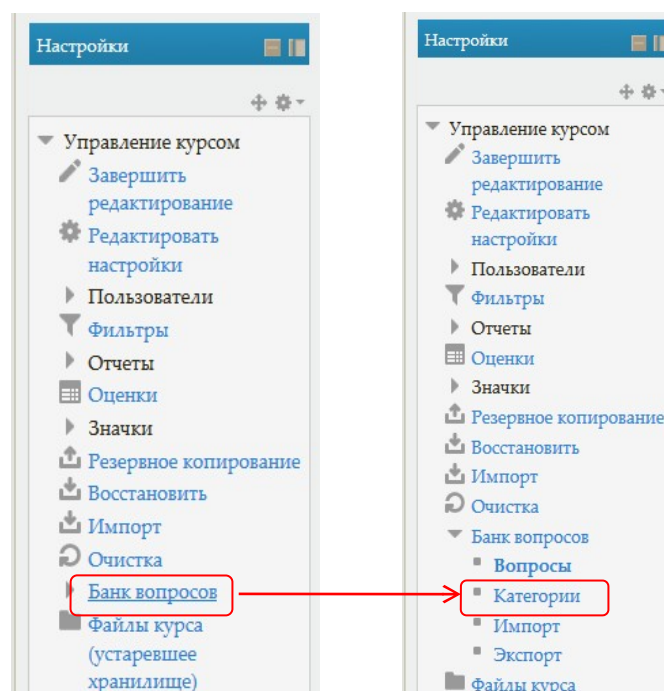 Настройки
Управление курсом
Завершить
редактирование
Редактировать
настройки
Пользователи
Фильтры
Отчеты
Оценки
Значки
Резервное копирование
Восстановить
Импорт
Очистка
Банк вопросов
Файлы курса
(устаревшее
хранилище)
Настройки
Управление курсом
Завершить
редактирование
Редактировать
настройки
Пользователи
Фильтры
Отчеты
Оценки
Значки
Резервное копирование
Восстановить
Импорт
Очистка
Банк вопросов
Вопросы
Категории
Импорт
Экспорт
Файлы курса